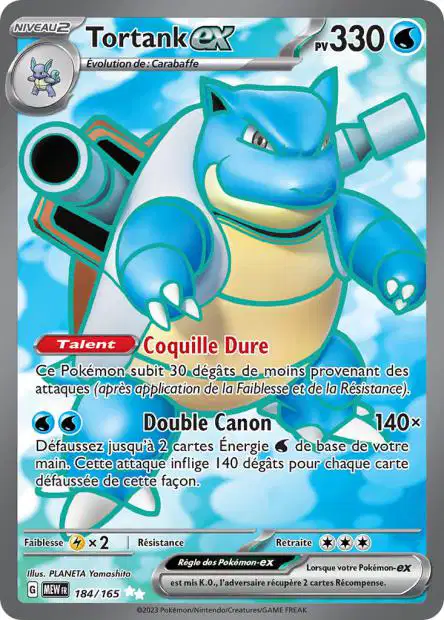 NIVEAU 2
Tortank ex
PV 330
Évolution de : Carabaffe
Talent Coquille Dure
Ce Pokémon subit 30 dégâts de moins provenant des
attaques (après application de la Faiblesse et de la Résistance).
Double Canon 140×
Défaussez jusqu'à 2 cartes Énergie de base de votre
main. Cette attaque inflige 140 dégâts pour chaque carte
défaussée de cette façon.
Faiblesse ×2 Résistance Retraite
Illus. PLANETA Yamashita
Règle des Pokémon-ex Lorsque votre Pokémon-ex
est mis K.O., l'adversaire récupère 2 cartes Récompense.
G MEW FR 184/165
©2023 Pokémon/Nintendo/Creatures/GAME FREAK